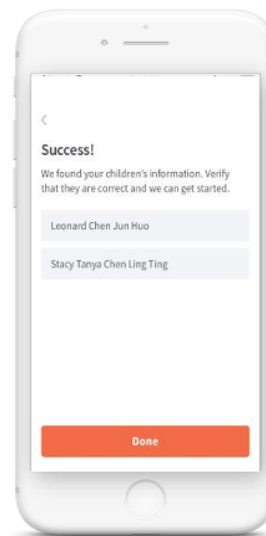 Success!
We found your children's information. Verify
that they are correct and we can get started.
Leonard Chen Jun Huo
Stacy Tanya Chen Ling Ting
Done